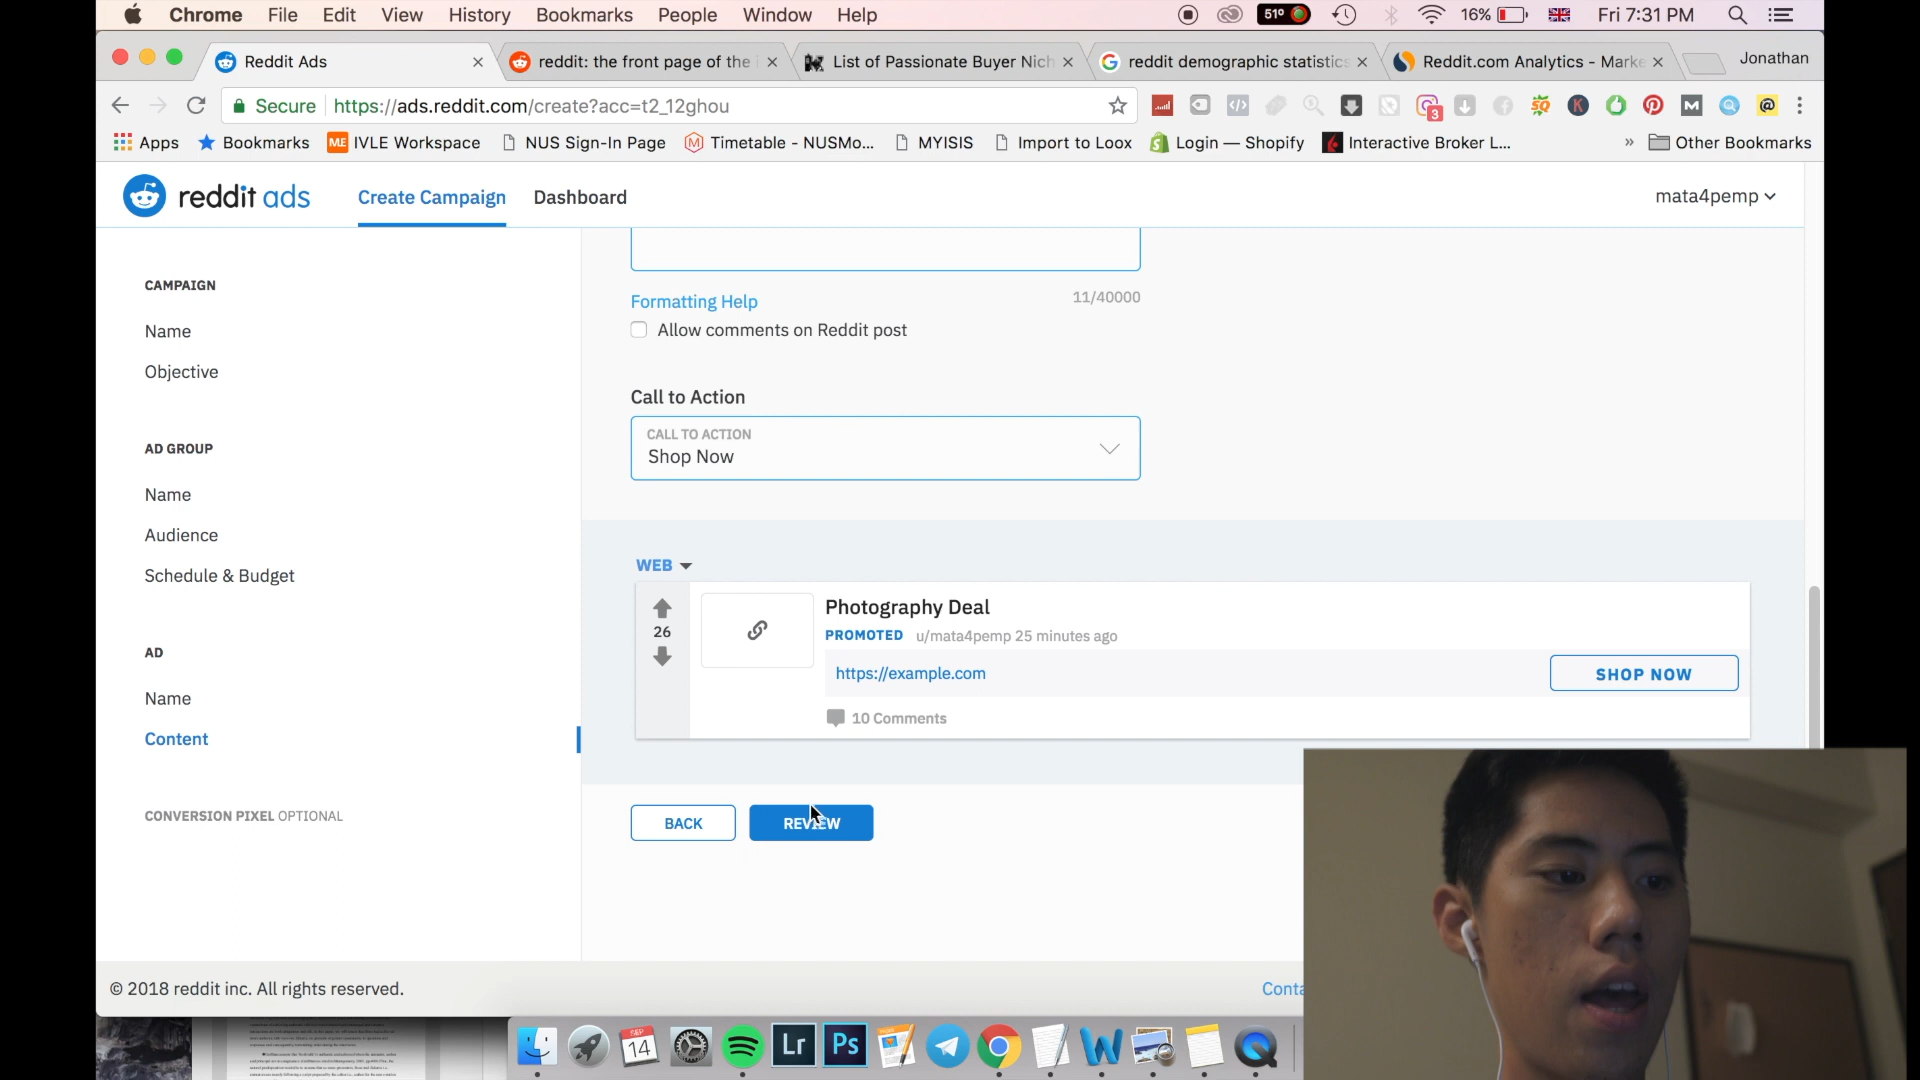 Chrome File Edit View History Bookmarks People Window Help 51° 16% Fri 7:31 PM
Reddit Ads reddit: the front page of the List of Passionate Buyer Nich reddit demographic statistics Reddit.com Analytics - Marke Jonathan
Secure https://ads.reddit.com/create?acc=t2_12ghou
Apps Bookmarks IVLE Workspace NUS Sign-In Page Timetable - NUSMo... MYISIS Import to Loox Login — Shopify Interactive Broker L... » Other Bookmarks
reddit ads Create Campaign Dashboard mata4pemp
CAMPAIGN
Name
Objective
AD GROUP
Name
Audience
Schedule & Budget
AD
Name
Content
CONVERSION PIXEL OPTIONAL
Formatting Help 11/40000
Allow comments on Reddit post
Call to Action
CALL TO ACTION
Shop Now
WEB
26
Photography Deal
PROMOTED u/mata4pemp 25 minutes ago
https://example.com SHOP NOW
10 Comments
BACK REVIEW
© 2018 reddit inc. All rights reserved. Conta
SEP
14
Lr
Ps